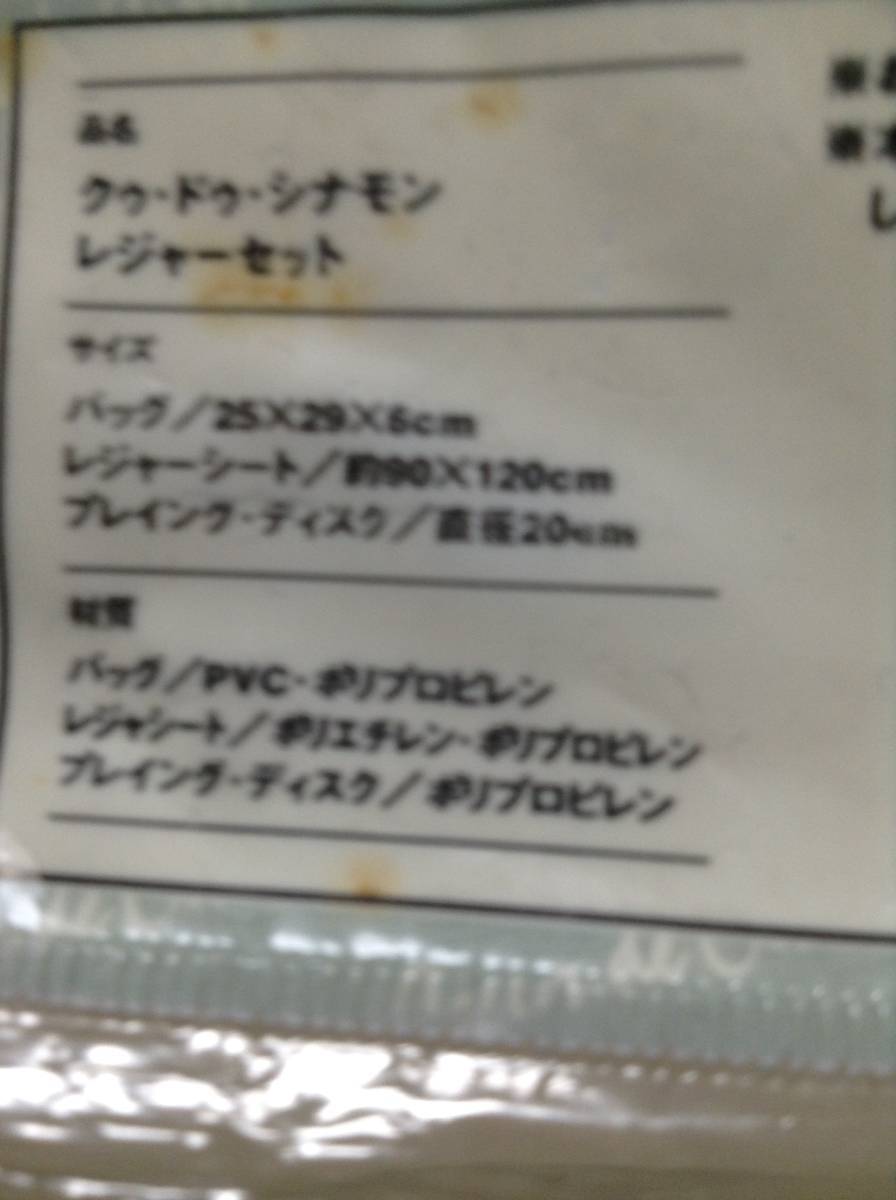 品名
クゥ・ドゥ・シナモン
レジャーセット
サイズ
バッグ/25×29×5cm
レジャーシート/約90×120cm
プレイング・ディスク/直径20cm
材質
バッグ/PVC・ポリプロピレン
レジャシート/ポリエチレン・ポリプロピレン
プレイング・ディスク/ポリプロピレン
※
※本
し